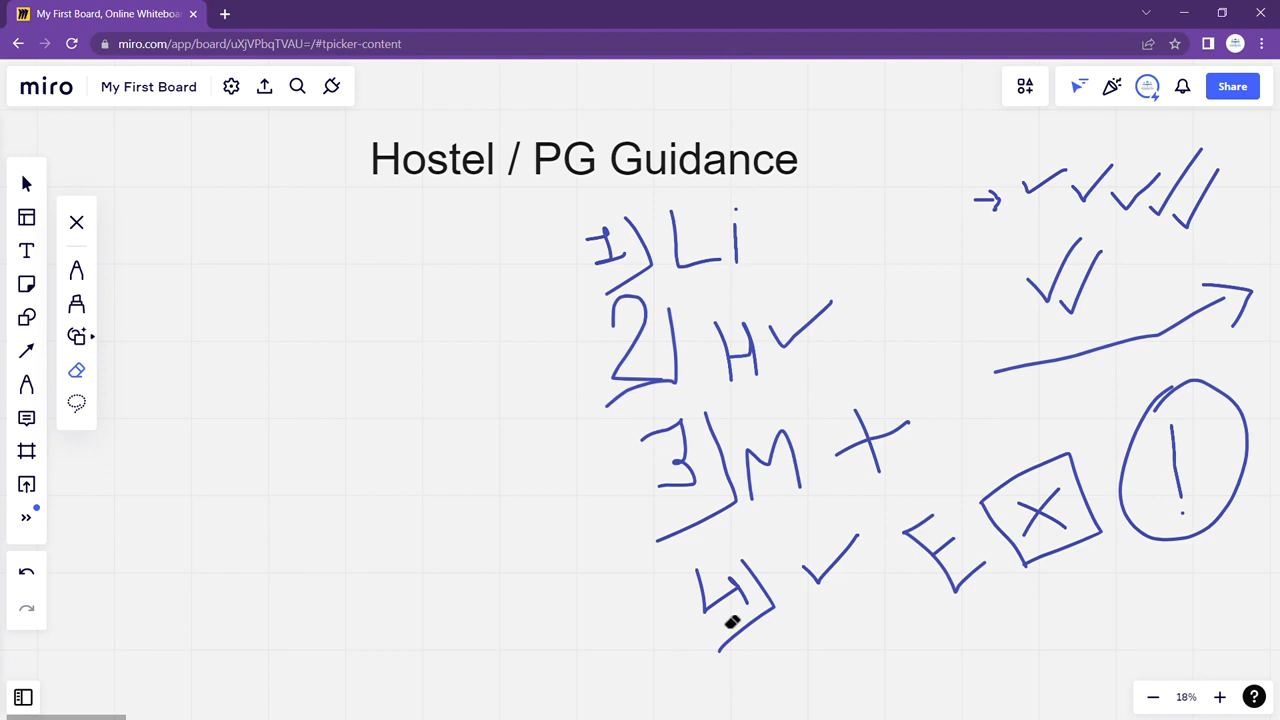 My First Board, Online Whiteboa
miro.com/app/board/uXjVPbqTVAU=/#tpicker-content
miro My First Board Share
Hostel / PG Guidance
1) Li
2) H ✓
3) M +
4) ✓ E X !
18%